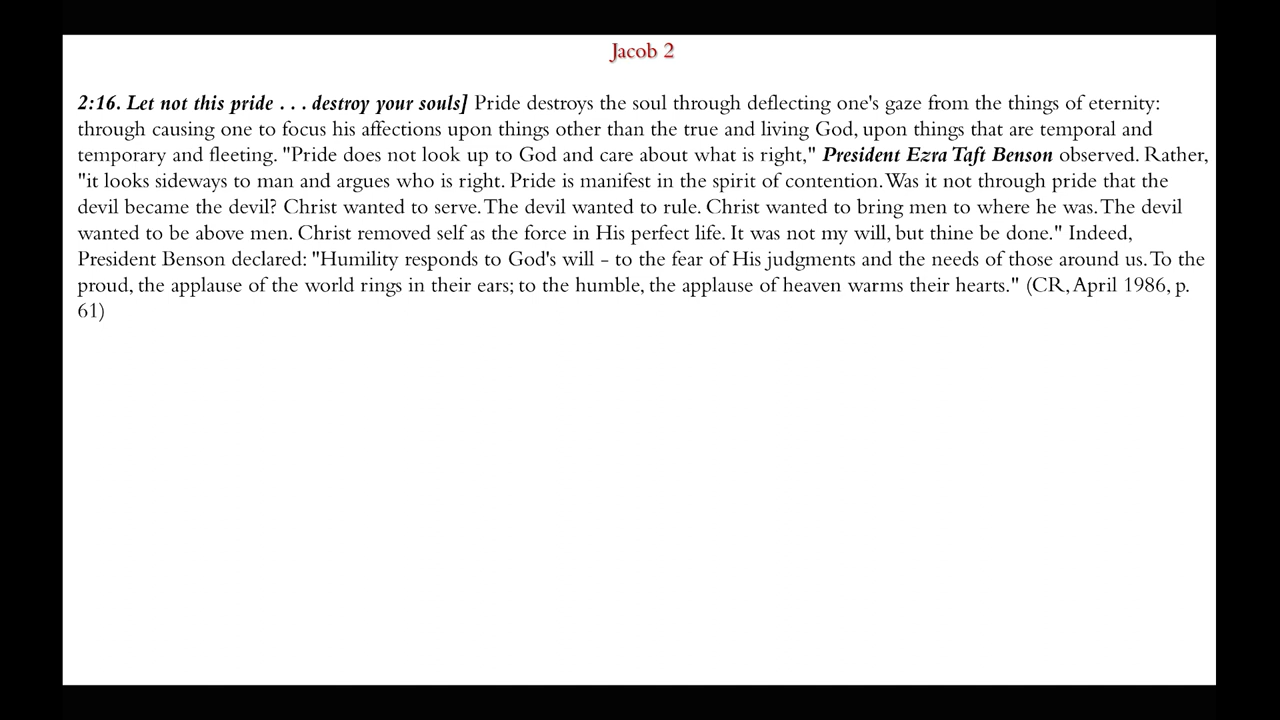 Jacob 2
2:16. Let not this pride . . . destroy your souls] Pride destroys the soul through deflecting one's gaze from the things of eternity:
through causing one to focus his affections upon things other than the true and living God, upon things that are temporal and
temporary and fleeting. "Pride does not look up to God and care about what is right," President Ezra Taft Benson observed. Rather,
"it looks sideways to man and argues who is right. Pride is manifest in the spirit of contention. Was it not through pride that the
devil became the devil? Christ wanted to serve. The devil wanted to rule. Christ wanted to bring men to where he was. The devil
wanted to be above men. Christ removed self as the force in His perfect life. It was not my will, but thine be done." Indeed,
President Benson declared: "Humility responds to God's will - to the fear of His judgments and the needs of those around us. To the
proud, the applause of the world rings in their ears; to the humble, the applause of heaven warms their hearts." (CR, April 1986, p.
61)